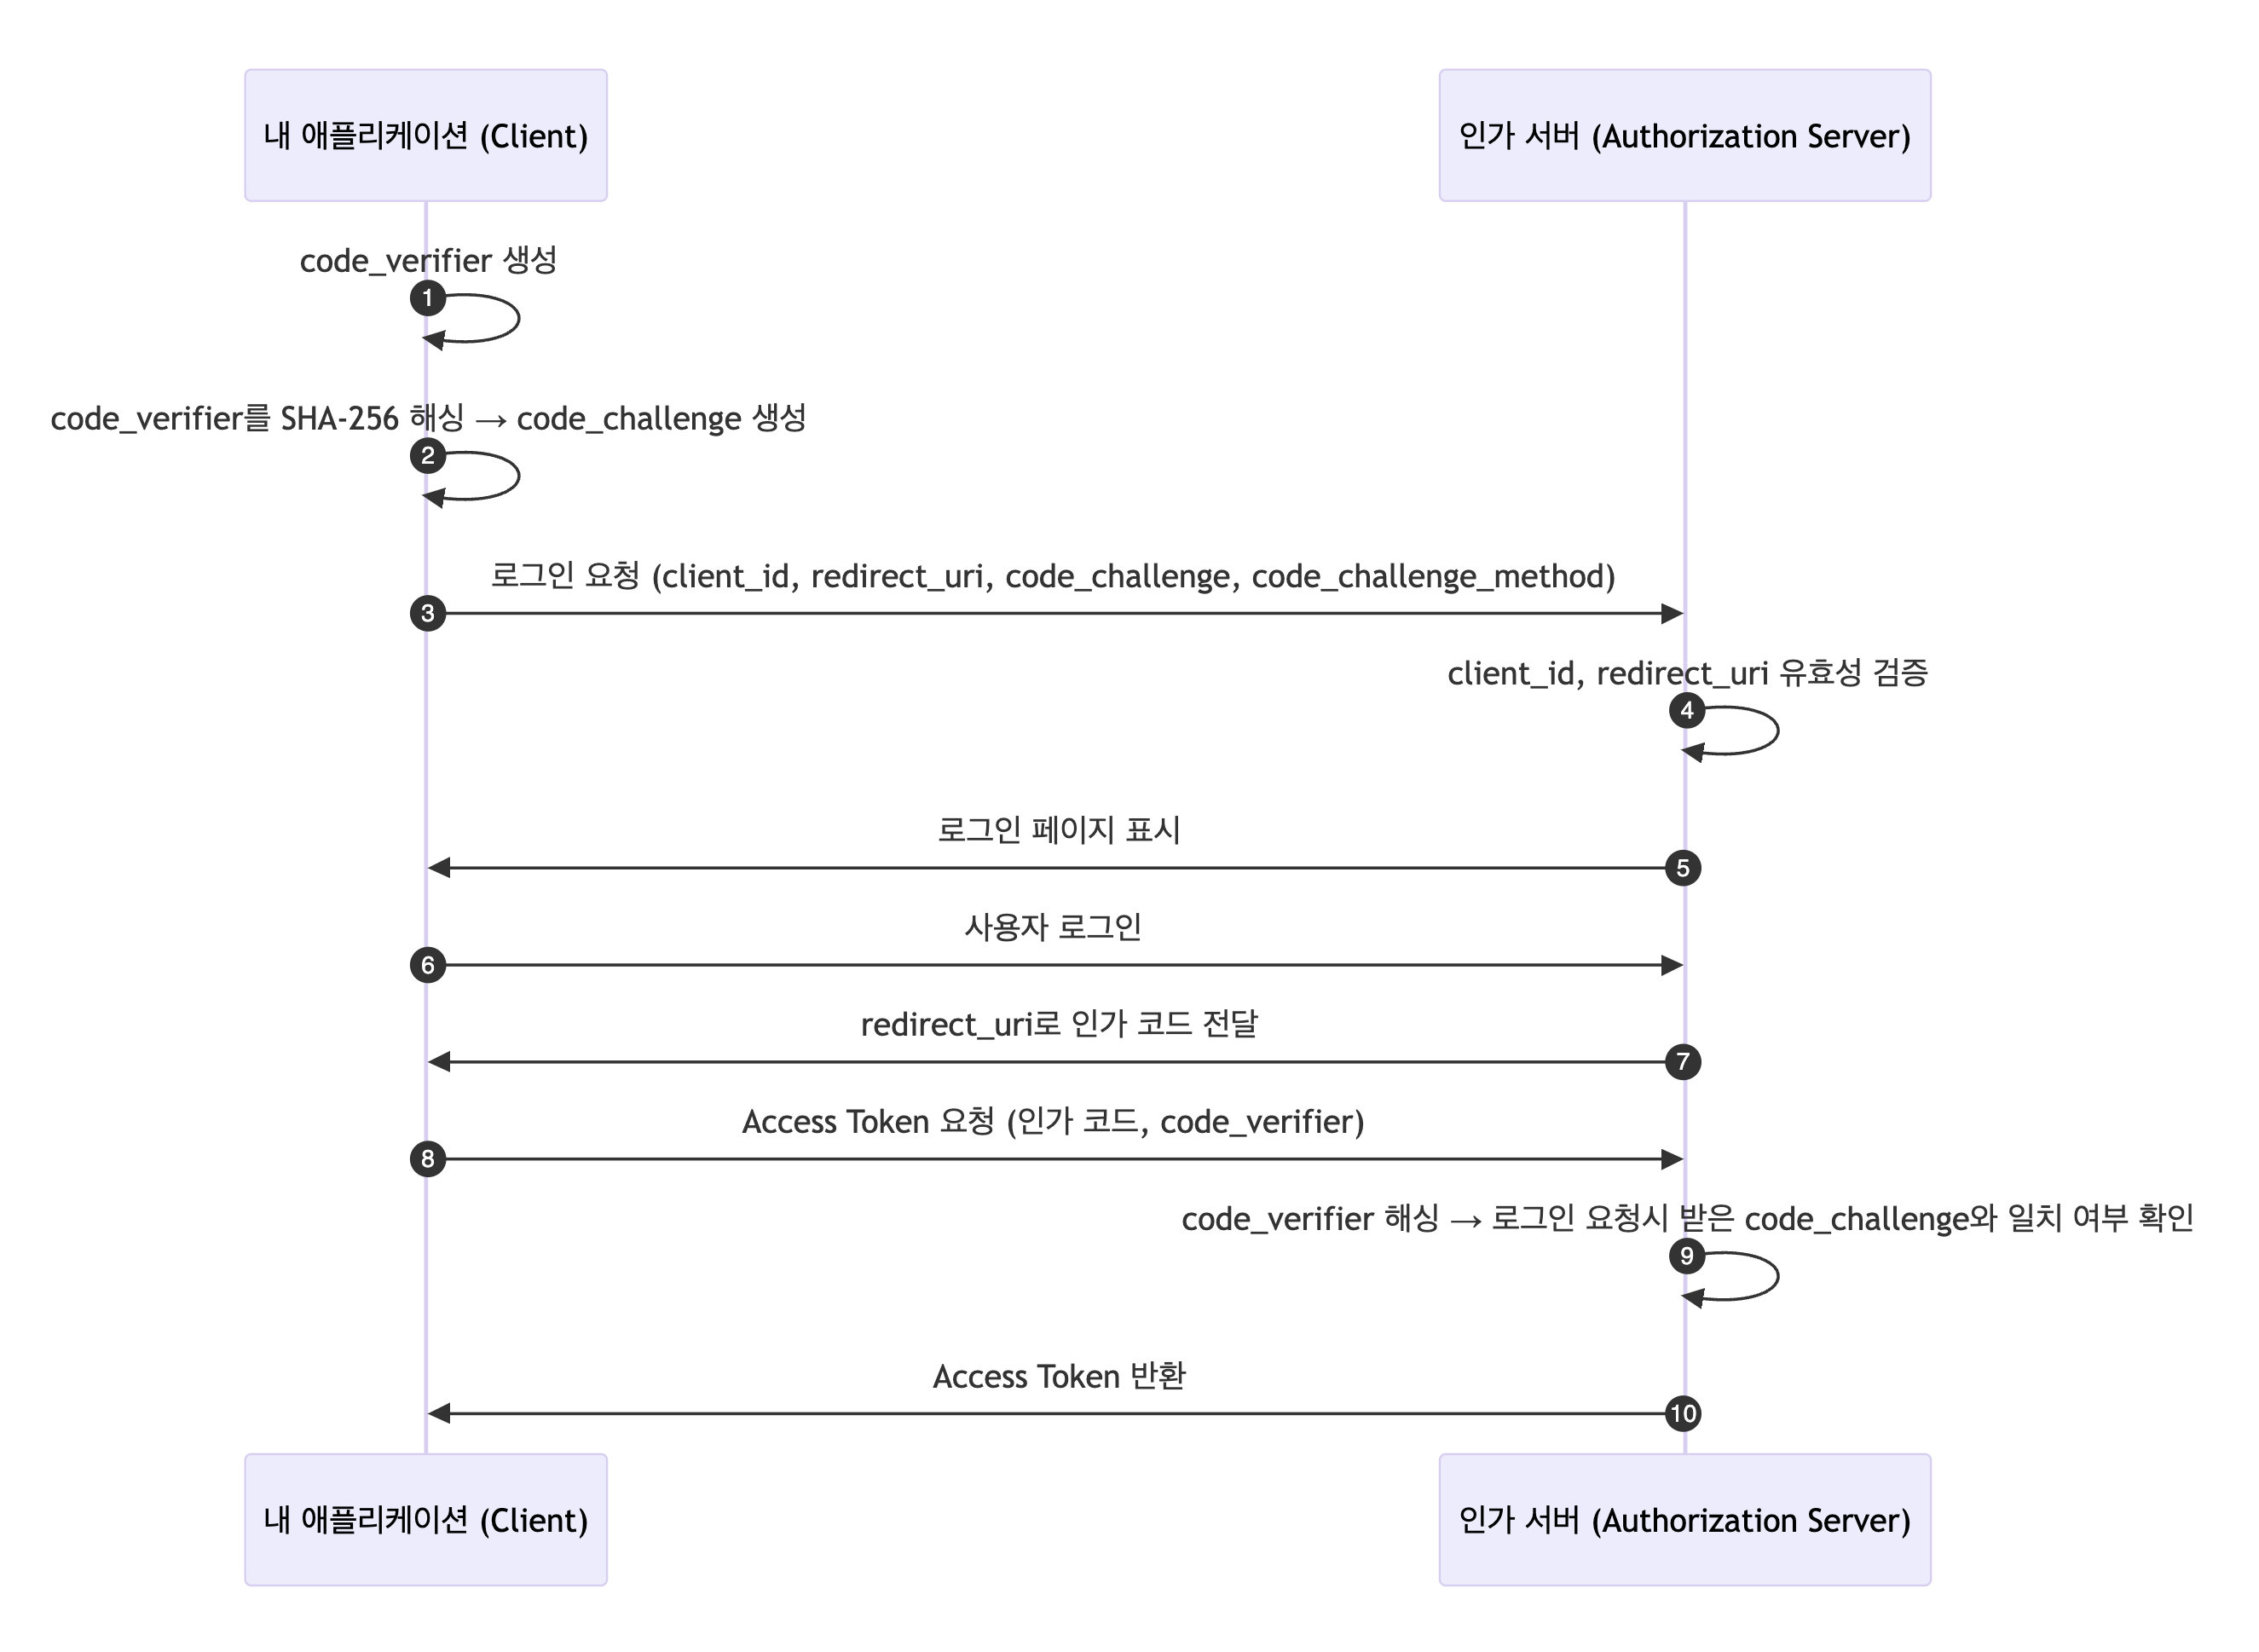 내 애플리케이션 (Client)
인가 서버 (Authorization Server)
code_verifier 생성
1
code_verifier를 SHA-256 해싱 → code_challenge 생성
2
로그인 요청 (client_id, redirect_uri, code_challenge, code_challenge_method)
3
client_id, redirect_uri 유효성 검증
4
로그인 페이지 표시
5
사용자 로그인
6
redirect_uri로 인가 코드 전달
7
Access Token 요청 (인가 코드, code_verifier)
8
code_verifier 해싱 → 로그인 요청시 받은 code_challenge와 일치 여부 확인
9
Access Token 반환
10
내 애플리케이션 (Client)
인가 서버 (Authorization Server)